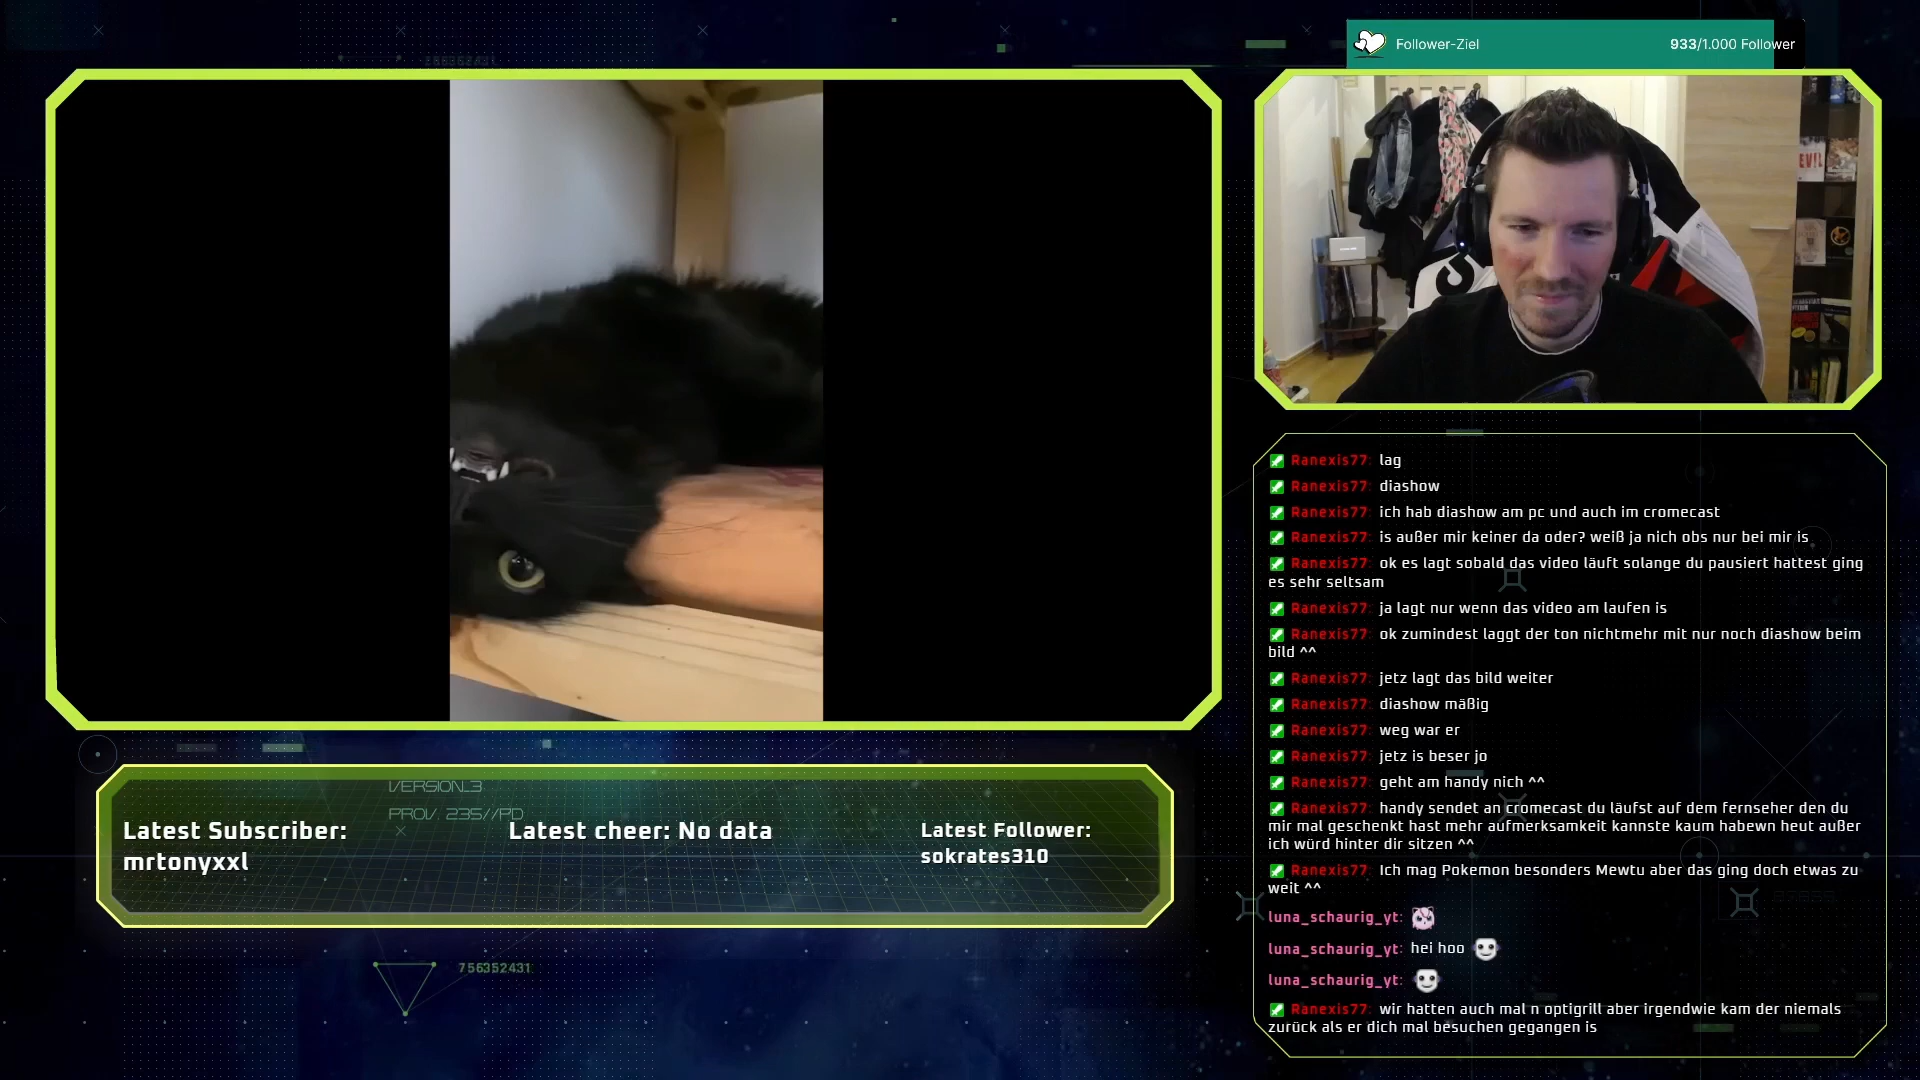 Follower-Ziel
933/1.000 Follower
EVIL
Ranexis77: lag
Ranexis77: diashow
Ranexis77: ich hab diashow am pc und auch im cromecast
Ranexis77: is außer mir keiner da oder? weiß ja nich obs nur bei mir is
Ranexis77: ok es lagt sobald das video läuft solange du pausiert hattest ging
es sehr seltsam
Ranexis77: ja lagt nur wenn das video am laufen is
Ranexis77: ok zumindest laggt der ton nichtmehr mit nur noch diashow beim
bild ^^
Ranexis77: jetz lagt das bild weiter
Ranexis77: diashow mäßig
Ranexis77: weg war er
Ranexis77: jetz is beser jo
Ranexis77: geht am handy nich ^^
Ranexis77: handy sendet an cromecast du läufst auf dem fernseher den du
mir mal geschenkt hast mehr aufmerksamkeit kannste kaum habewn heut außer
ich würd hinter dir sitzen ^^
Ranexis77: Ich mag Pokemon besonders Mewtu aber das ging doch etwas zu
weit ^^
luna_schaurig_yt:
luna_schaurig_yt: hei hoo
luna_schaurig_yt:
Ranexis77: wir hatten auch mal n optigrill aber irgendwie kam der niemals
zurück als er dich mal besuchen gegangen is
VERSION_3
PROV. 235//PD
Latest Subscriber:
mrtonyxxl
Latest cheer: No data
Latest Follower:
sokrates310
756352431